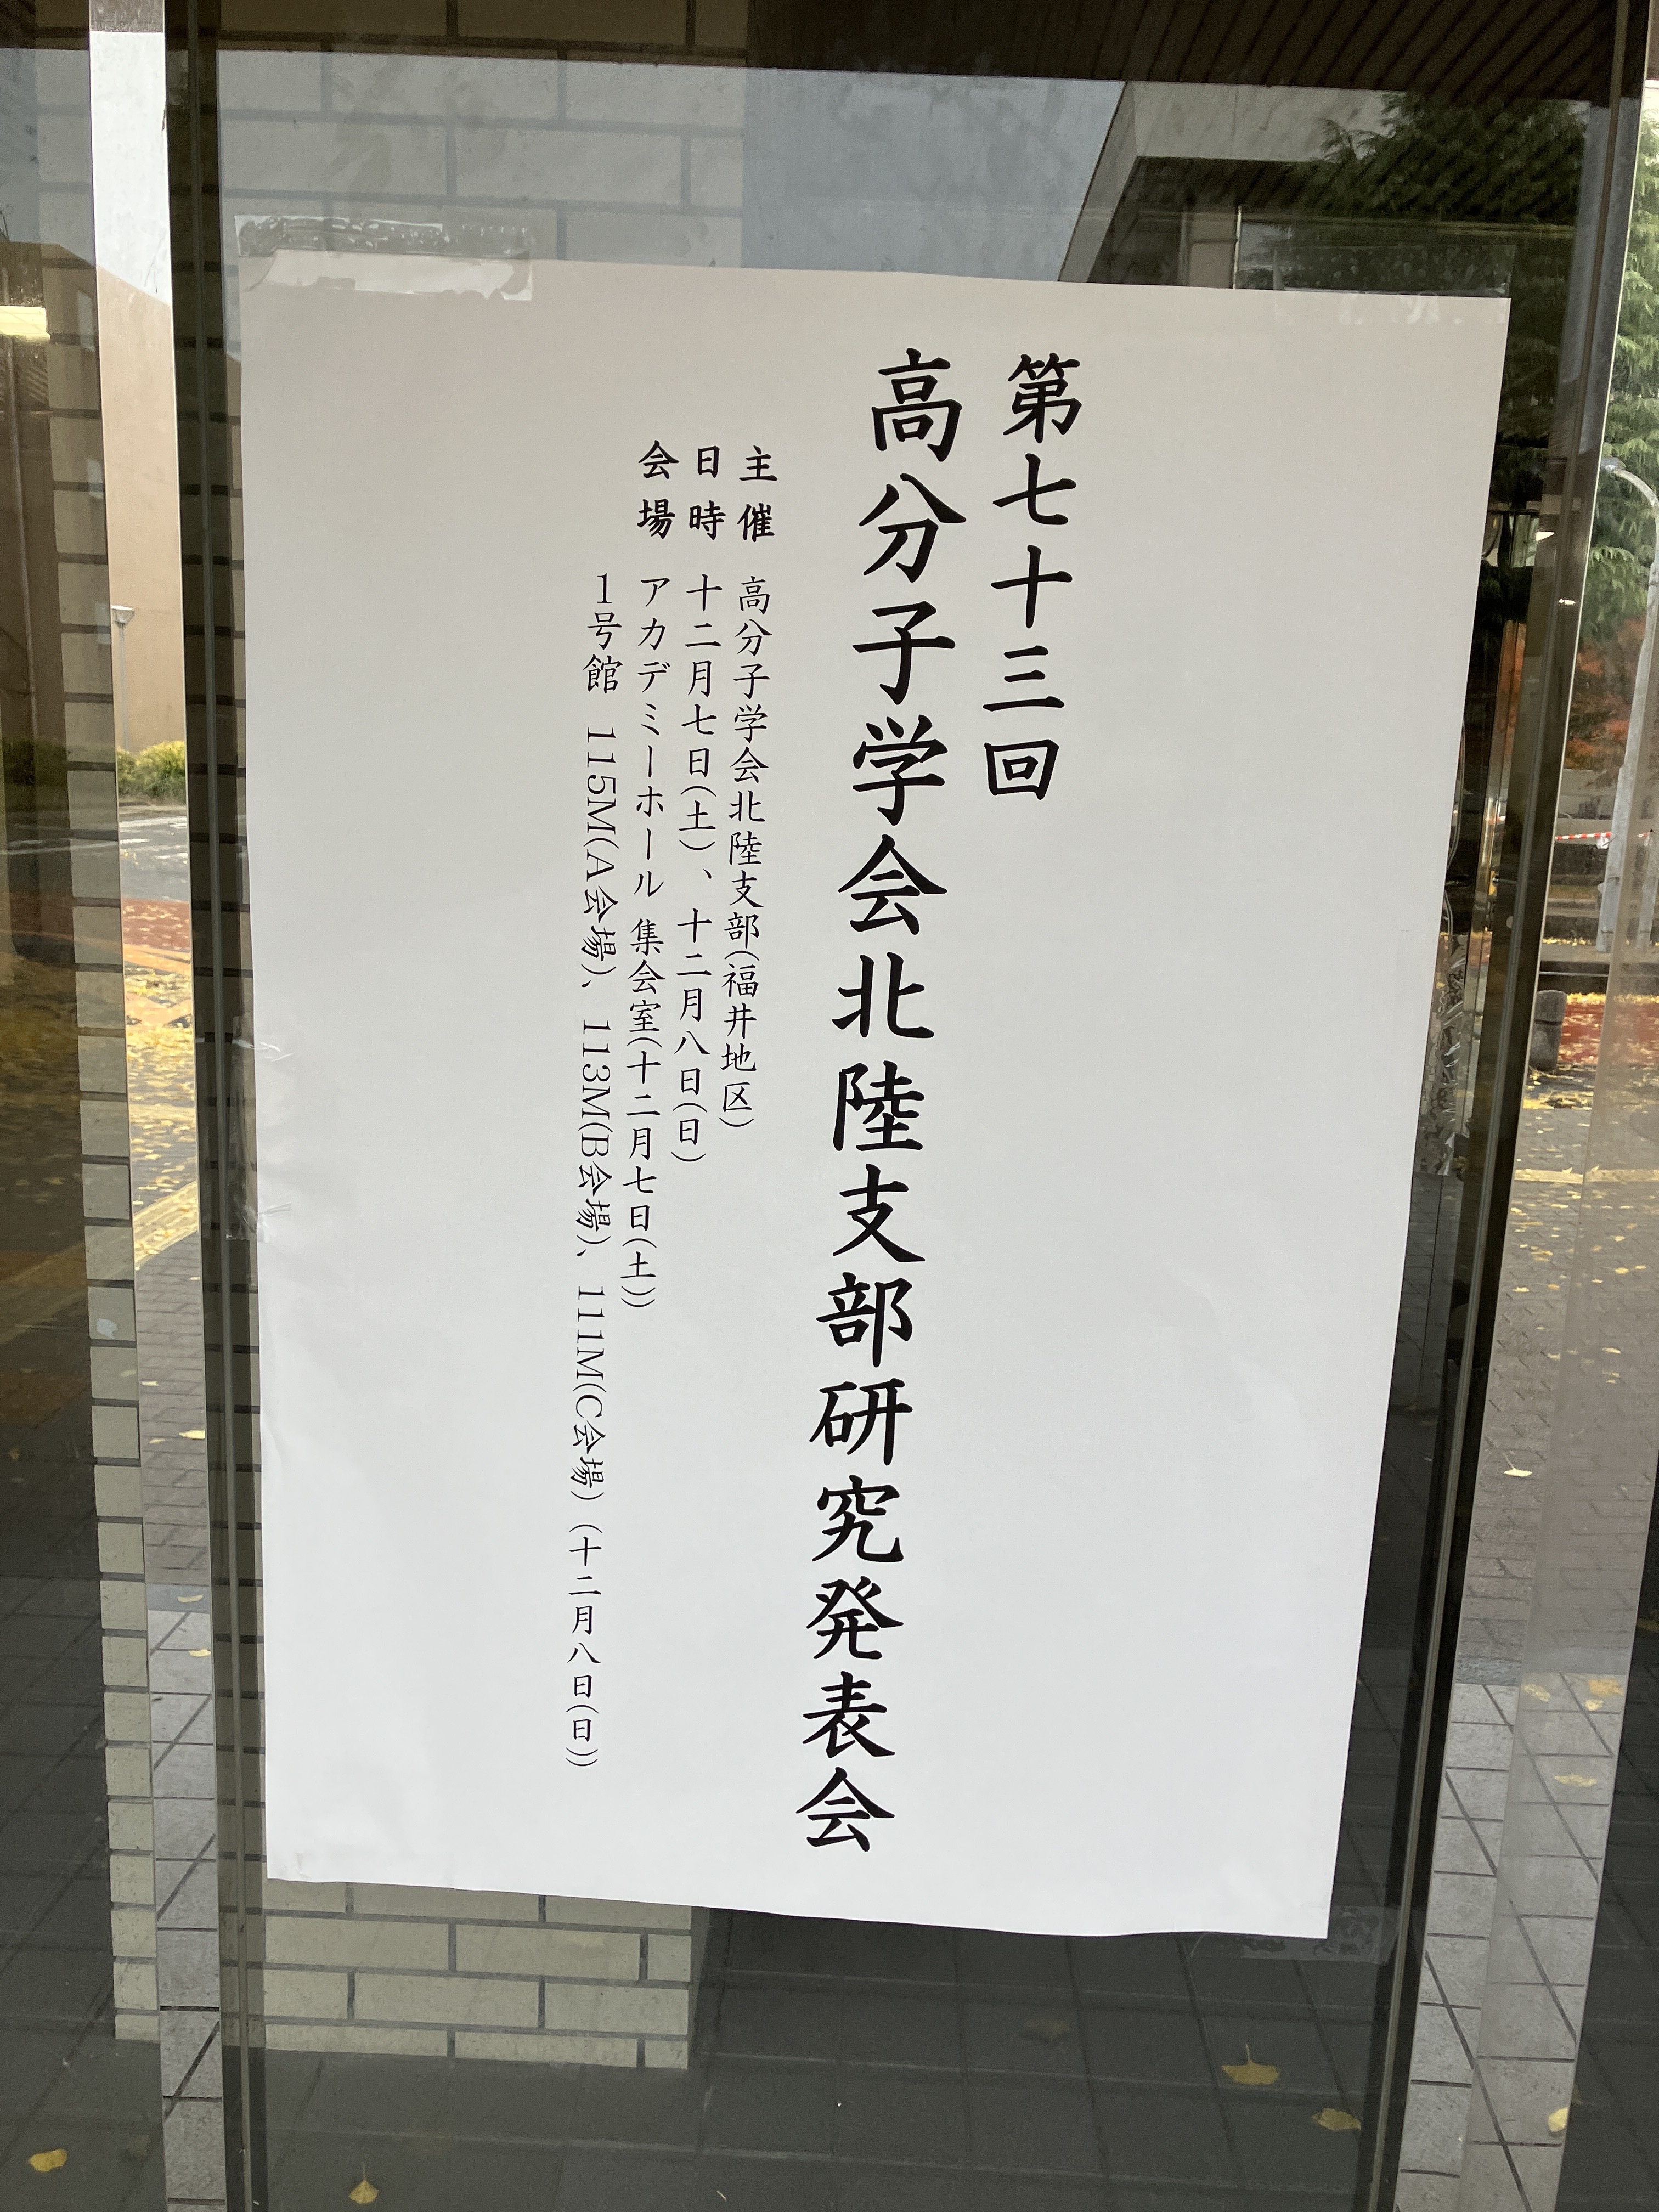 第七十三回
高分子学会北陸支部研究発表会
主催 高分子学会北陸支部(福井地区)
日時 十二月七日(土)、十二月八日(日)
会場 アカデミーホール 集会室(十二月七日(土))
1号館 115M(A会場)、113M(B会場)、111M(C会場) (十二月八日(日))